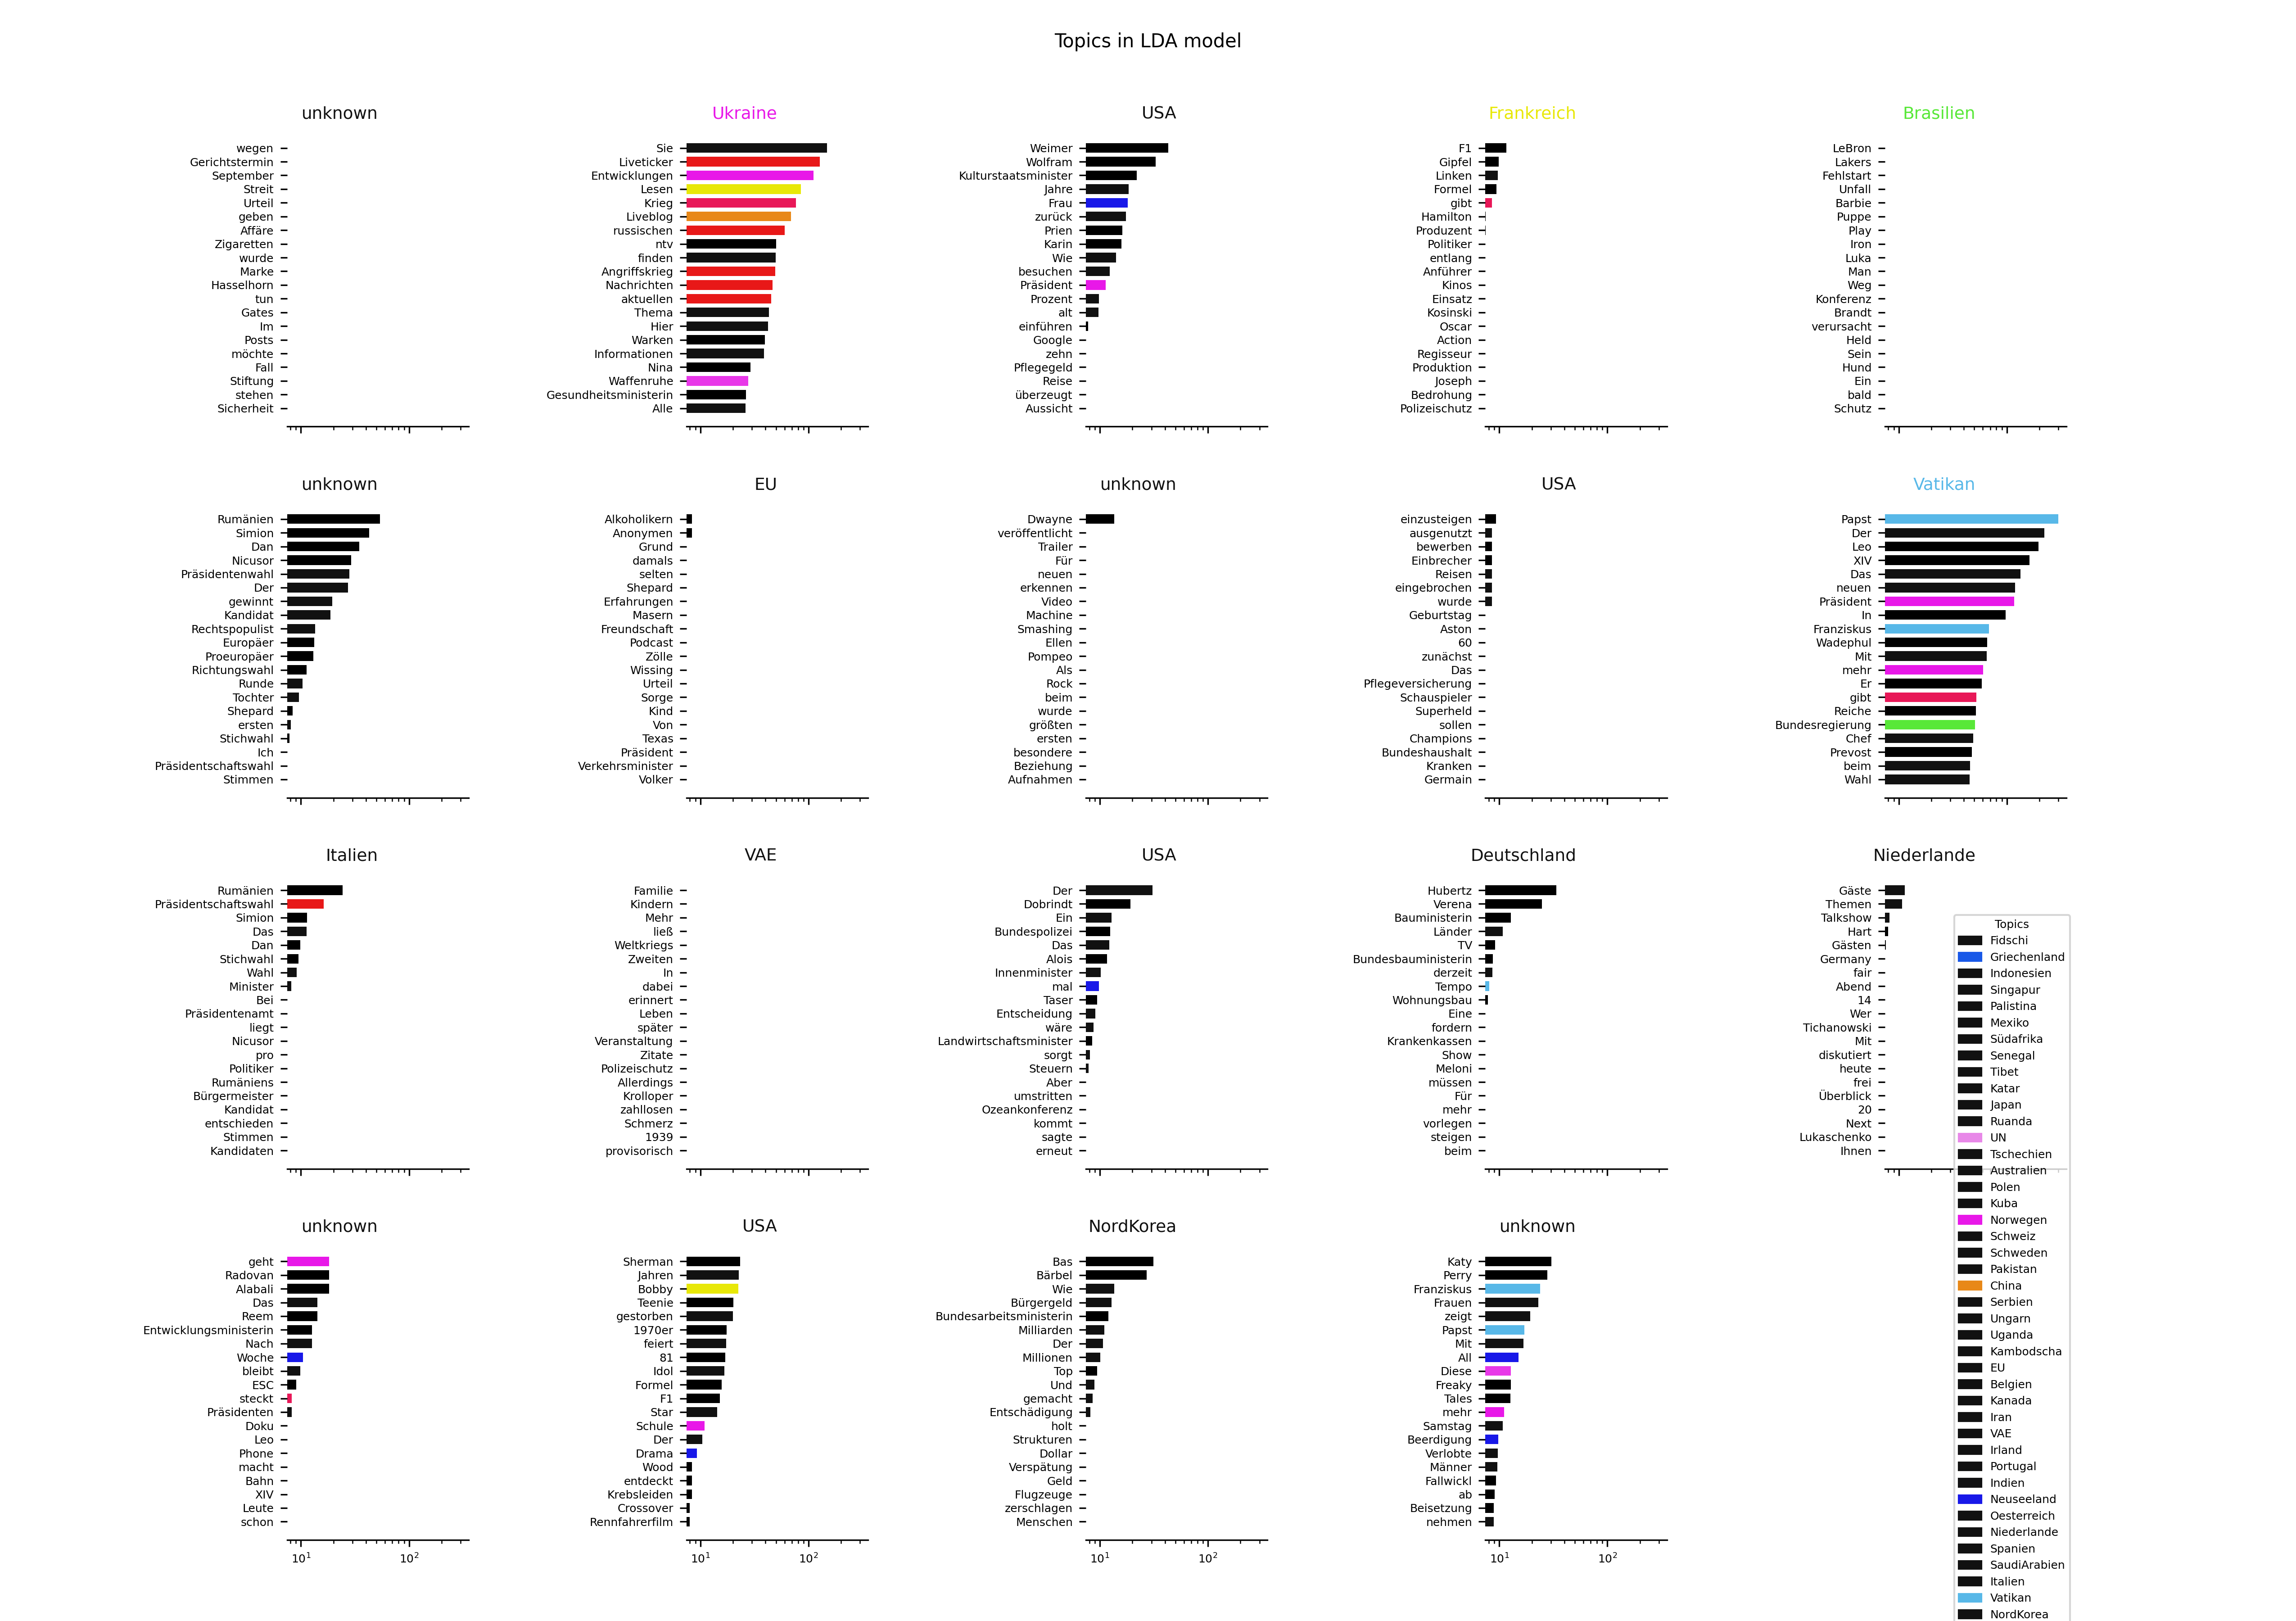 Topics in LDA model
unknown
wegen
Gerichtstermin
September
Streit
Urteil
geben
Affäre
Zigaretten
wurde
Marke
Hasselhorn
tun
Gates
Im
Posts
möchte
Fall
Stiftung
stehen
Sicherheit
Ukraine
Sie
Liveticker
Entwicklungen
Lesen
Krieg
Liveblog
russischen
ntv
finden
Angriffskrieg
Nachrichten
aktuellen
Thema
Hier
Warken
Informationen
Nina
Waffenruhe
Gesundheitsministerin
Alle
USA
Weimer
Wolfram
Kulturstaatsminister
Jahre
Frau
zurück
Prien
Karin
Wie
besuchen
Präsident
Prozent
alt
einführen
Google
zehn
Pflegegeld
Reise
überzeugt
Aussicht
Frankreich
F1
Gipfel
Linken
Formel
gibt
Hamilton
Produzent
Politiker
entlang
Anführer
Kinos
Einsatz
Kosinski
Oscar
Action
Regisseur
Produktion
Joseph
Bedrohung
Polizeischutz
Brasilien
LeBron
Lakers
Fehlstart
Unfall
Barbie
Puppe
Play
Iron
Luka
Man
Weg
Konferenz
Brandt
verursacht
Held
Sein
Hund
Ein
bald
Schutz
unknown
Rumänien
Simion
Dan
Nicusor
Präsidentenwahl
Der
gewinnt
Kandidat
Rechtspopulist
Europäer
Proeuropäer
Richtungswahl
Runde
Tochter
Shepard
ersten
Stichwahl
Ich
Präsidentschaftswahl
Stimmen
EU
Alkoholikern
Anonymen
Grund
damals
selten
Shepard
Erfahrungen
Masern
Freundschaft
Podcast
Zölle
Wissing
Urteil
Sorge
Kind
Von
Texas
Präsident
Verkehrsminister
Volker
unknown
Dwayne
veröffentlicht
Trailer
Für
neuen
erkennen
Video
Machine
Smashing
Ellen
Pompeo
Als
Rock
beim
wurde
größten
ersten
besondere
Beziehung
Aufnahmen
USA
einzusteigen
ausgenutzt
bewerben
Einbrecher
Reisen
eingebrochen
wurde
Geburtstag
Aston
60
zunächst
Das
Pflegeversicherung
Schauspieler
Superheld
sollen
Champions
Bundeshaushalt
Kranken
Germain
Vatikan
Papst
Der
Leo
XIV
Das
neuen
Präsident
In
Franziskus
Wadephul
Mit
mehr
Er
gibt
Reiche
Bundesregierung
Chef
Prevost
beim
Wahl
Italien
Rumänien
Präsidentschaftswahl
Simion
Das
Dan
Stichwahl
Wahl
Minister
Bei
Präsidentenamt
liegt
Nicusor
pro
Politiker
Rumäniens
Bürgermeister
Kandidat
entschieden
Stimmen
Kandidaten
VAE
Familie
Kindern
Mehr
ließ
Weltkriegs
Zweiten
In
dabei
erinnert
Leben
später
Veranstaltung
Zitate
Polizeischutz
Allerdings
Krolloper
zahllosen
Schmerz
1939
provisorisch
USA
Der
Dobrindt
Ein
Bundespolizei
Das
Alois
Innenminister
mal
Taser
Entscheidung
wäre
Landwirtschaftsminister
sorgt
Steuern
Aber
umstritten
Ozeankonferenz
kommt
sagte
erneut
Deutschland
Hubertz
Verena
Bauministerin
Länder
TV
Bundesbauministerin
derzeit
Tempo
Wohnungsbau
Eine
fordern
Krankenkassen
Show
Meloni
müssen
Für
mehr
vorlegen
steigen
beim
Niederlande
Gäste
Themen
Talkshow
Hart
Gästen
Germany
fair
Abend
14
Wer
Tichanowski
Mit
diskutiert
heute
frei
Überblick
20
Next
Lukaschenko
Ihnen
unknown
geht
Radovan
Alabali
Das
Reem
Entwicklungsministerin
Nach
Woche
bleibt
ESC
steckt
Präsidenten
Doku
Leo
Phone
macht
Bahn
XIV
Leute
schon
10^1 10^2
USA
Sherman
Jahren
Bobby
Teenie
gestorben
1970er
feiert
81
Idol
Formel
F1
Star
Schule
Der
Drama
Wood
entdeckt
Krebsleiden
Crossover
Rennfahrerfilm
10^1 10^2
NordKorea
Bas
Bärbel
Wie
Bürgergeld
Bundesarbeitsministerin
Milliarden
Der
Millionen
Top
Und
gemacht
Entschädigung
holt
Strukturen
Dollar
Verspätung
Geld
Flugzeuge
zerschlagen
Menschen
10^1 10^2
unknown
Katy
Perry
Franziskus
Frauen
zeigt
Papst
Mit
All
Diese
Freaky
Tales
mehr
Samstag
Beerdigung
Verlobte
Männer
Fallwickl
ab
Beisetzung
nehmen
10^1 10^2
Topics
Fidschi
Griechenland
Indonesien
Singapur
Palistina
Mexiko
Südafrika
Senegal
Tibet
Katar
Japan
Ruanda
UN
Tschechien
Australien
Polen
Kuba
Norwegen
Schweiz
Schweden
Pakistan
China
Serbien
Ungarn
Uganda
Kambodscha
EU
Belgien
Kanada
Iran
VAE
Irland
Portugal
Indien
Neuseeland
Oesterreich
Niederlande
Spanien
SaudiArabien
Italien
Vatikan
NordKorea